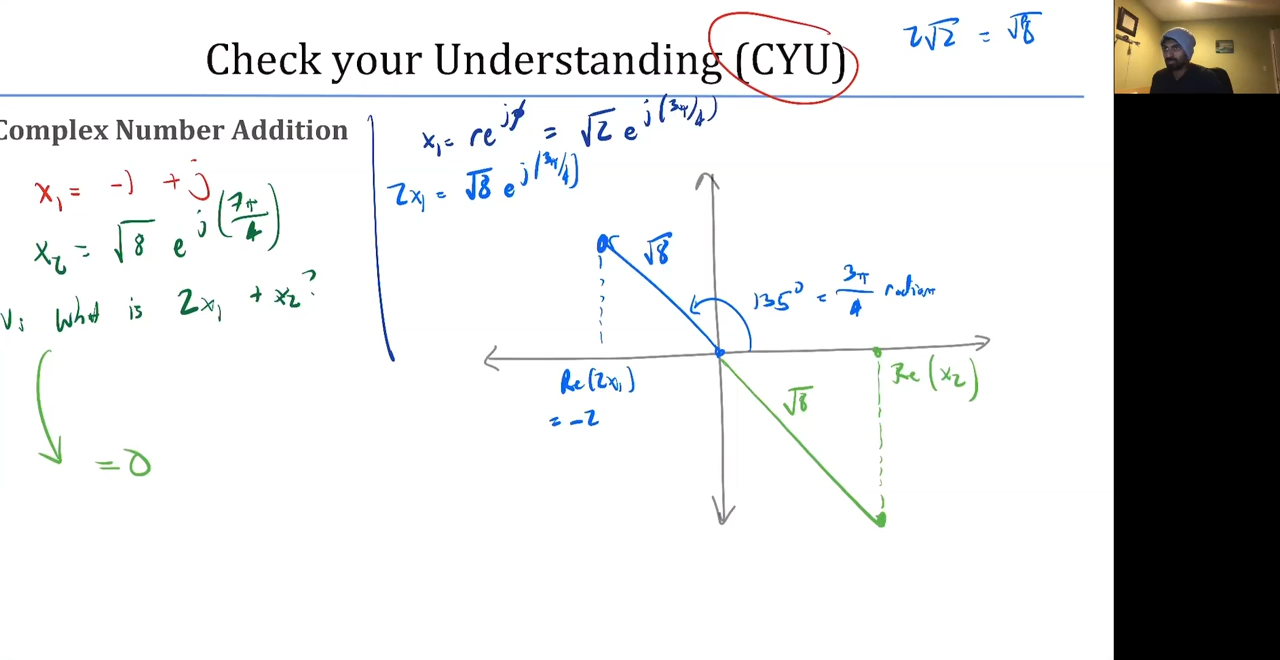 Check your Understanding (CYU)
2√2 = √8
Complex Number Addition
x₁ = -1 + j
x₂ = √8 e^{j(7π/4)}
What is 2x₁ + x₂?
= 0
x₁ = re^{jφ} = √2 e^{j(3π/4)}
2x₁ = √8 e^{j(3π/4)}
√8
135° = 3π/4 radians
Re(2x₁)
= -2
Re(x₂)
√8